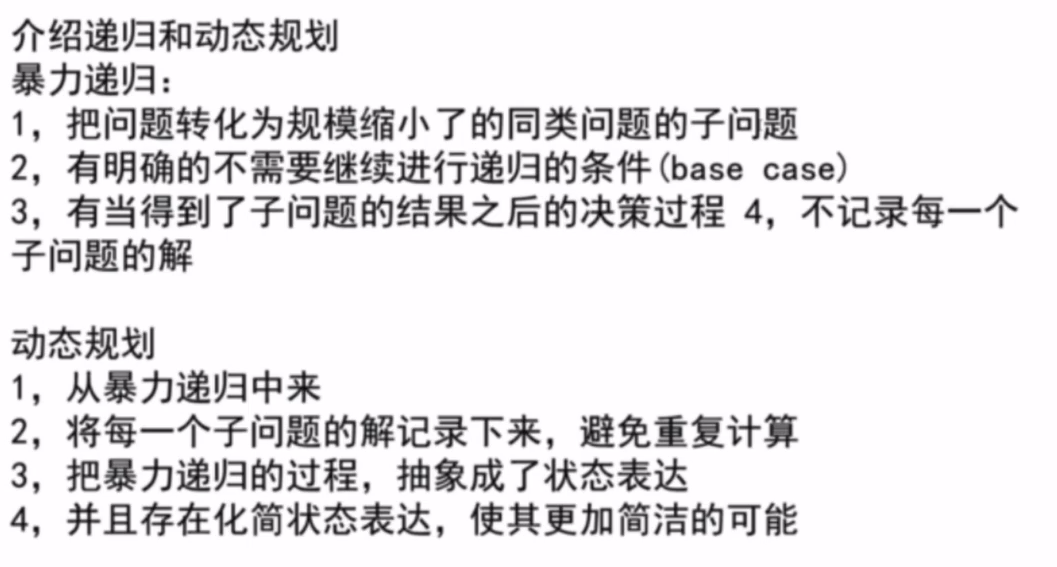 介绍递归和动态规划
暴力递归：
1，把问题转化为规模缩小了的同类问题的子问题
2，有明确的不需要继续进行递归的条件(base case)
3，有当得到了子问题的结果之后的决策过程 4，不记录每一个
子问题的解
动态规划
1，从暴力递归中来
2，将每一个子问题的解记录下来，避免重复计算
3，把暴力递归的过程，抽象成了状态表达
4，并且存在化简状态表达，使其更加简洁的可能